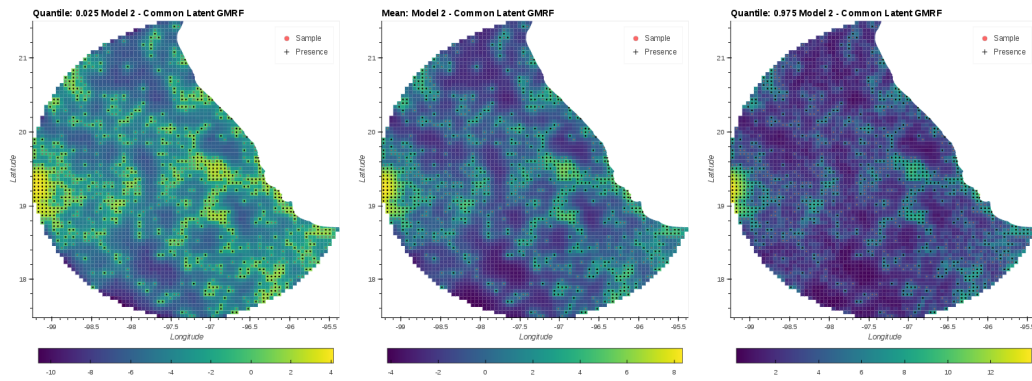 Quantile: 0.025 Model 2 - Common Latent GMRF
Sample
Presence
21
20
19
18
Latitude
-99 -98.5 -98 -97.5 -97 -96.5 -96 -95.5
Longitude
-10 -8 -6 -4 -2 0 2 4
Mean: Model 2 - Common Latent GMRF
Sample
Presence
21
20
19
18
Latitude
-99 -98.5 -98 -97.5 -97 -96.5 -96 -95.5
Longitude
-4 -2 0 2 4 6 8
Quantile: 0.975 Model 2 - Common Latent GMRF
Sample
Presence
21
20
19
18
Latitude
-99 -98.5 -98 -97.5 -97 -96.5 -96 -95.5
Longitude
2 4 6 8 10 12